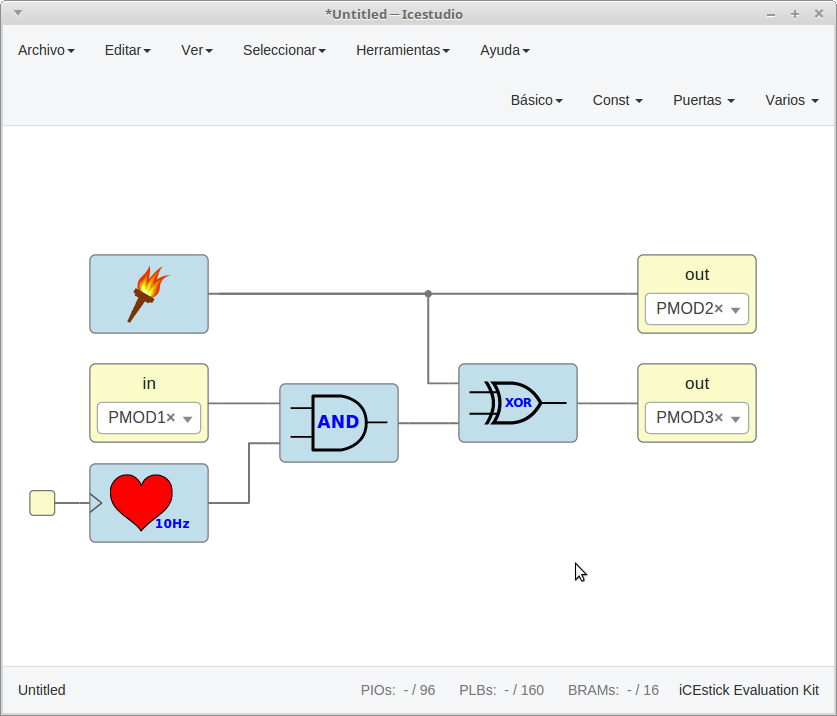 *Untitled – Icestudio
Archivo Editar Ver Seleccionar Herramientas Ayuda
Básico Const Puertas Varios
out
PMOD2×
in
out
PMOD1×
AND
XOR
PMOD3×
10Hz
Untitled PIOs: - / 96 PLBs: - / 160 BRAMs: - / 16 iCEstick Evaluation Kit